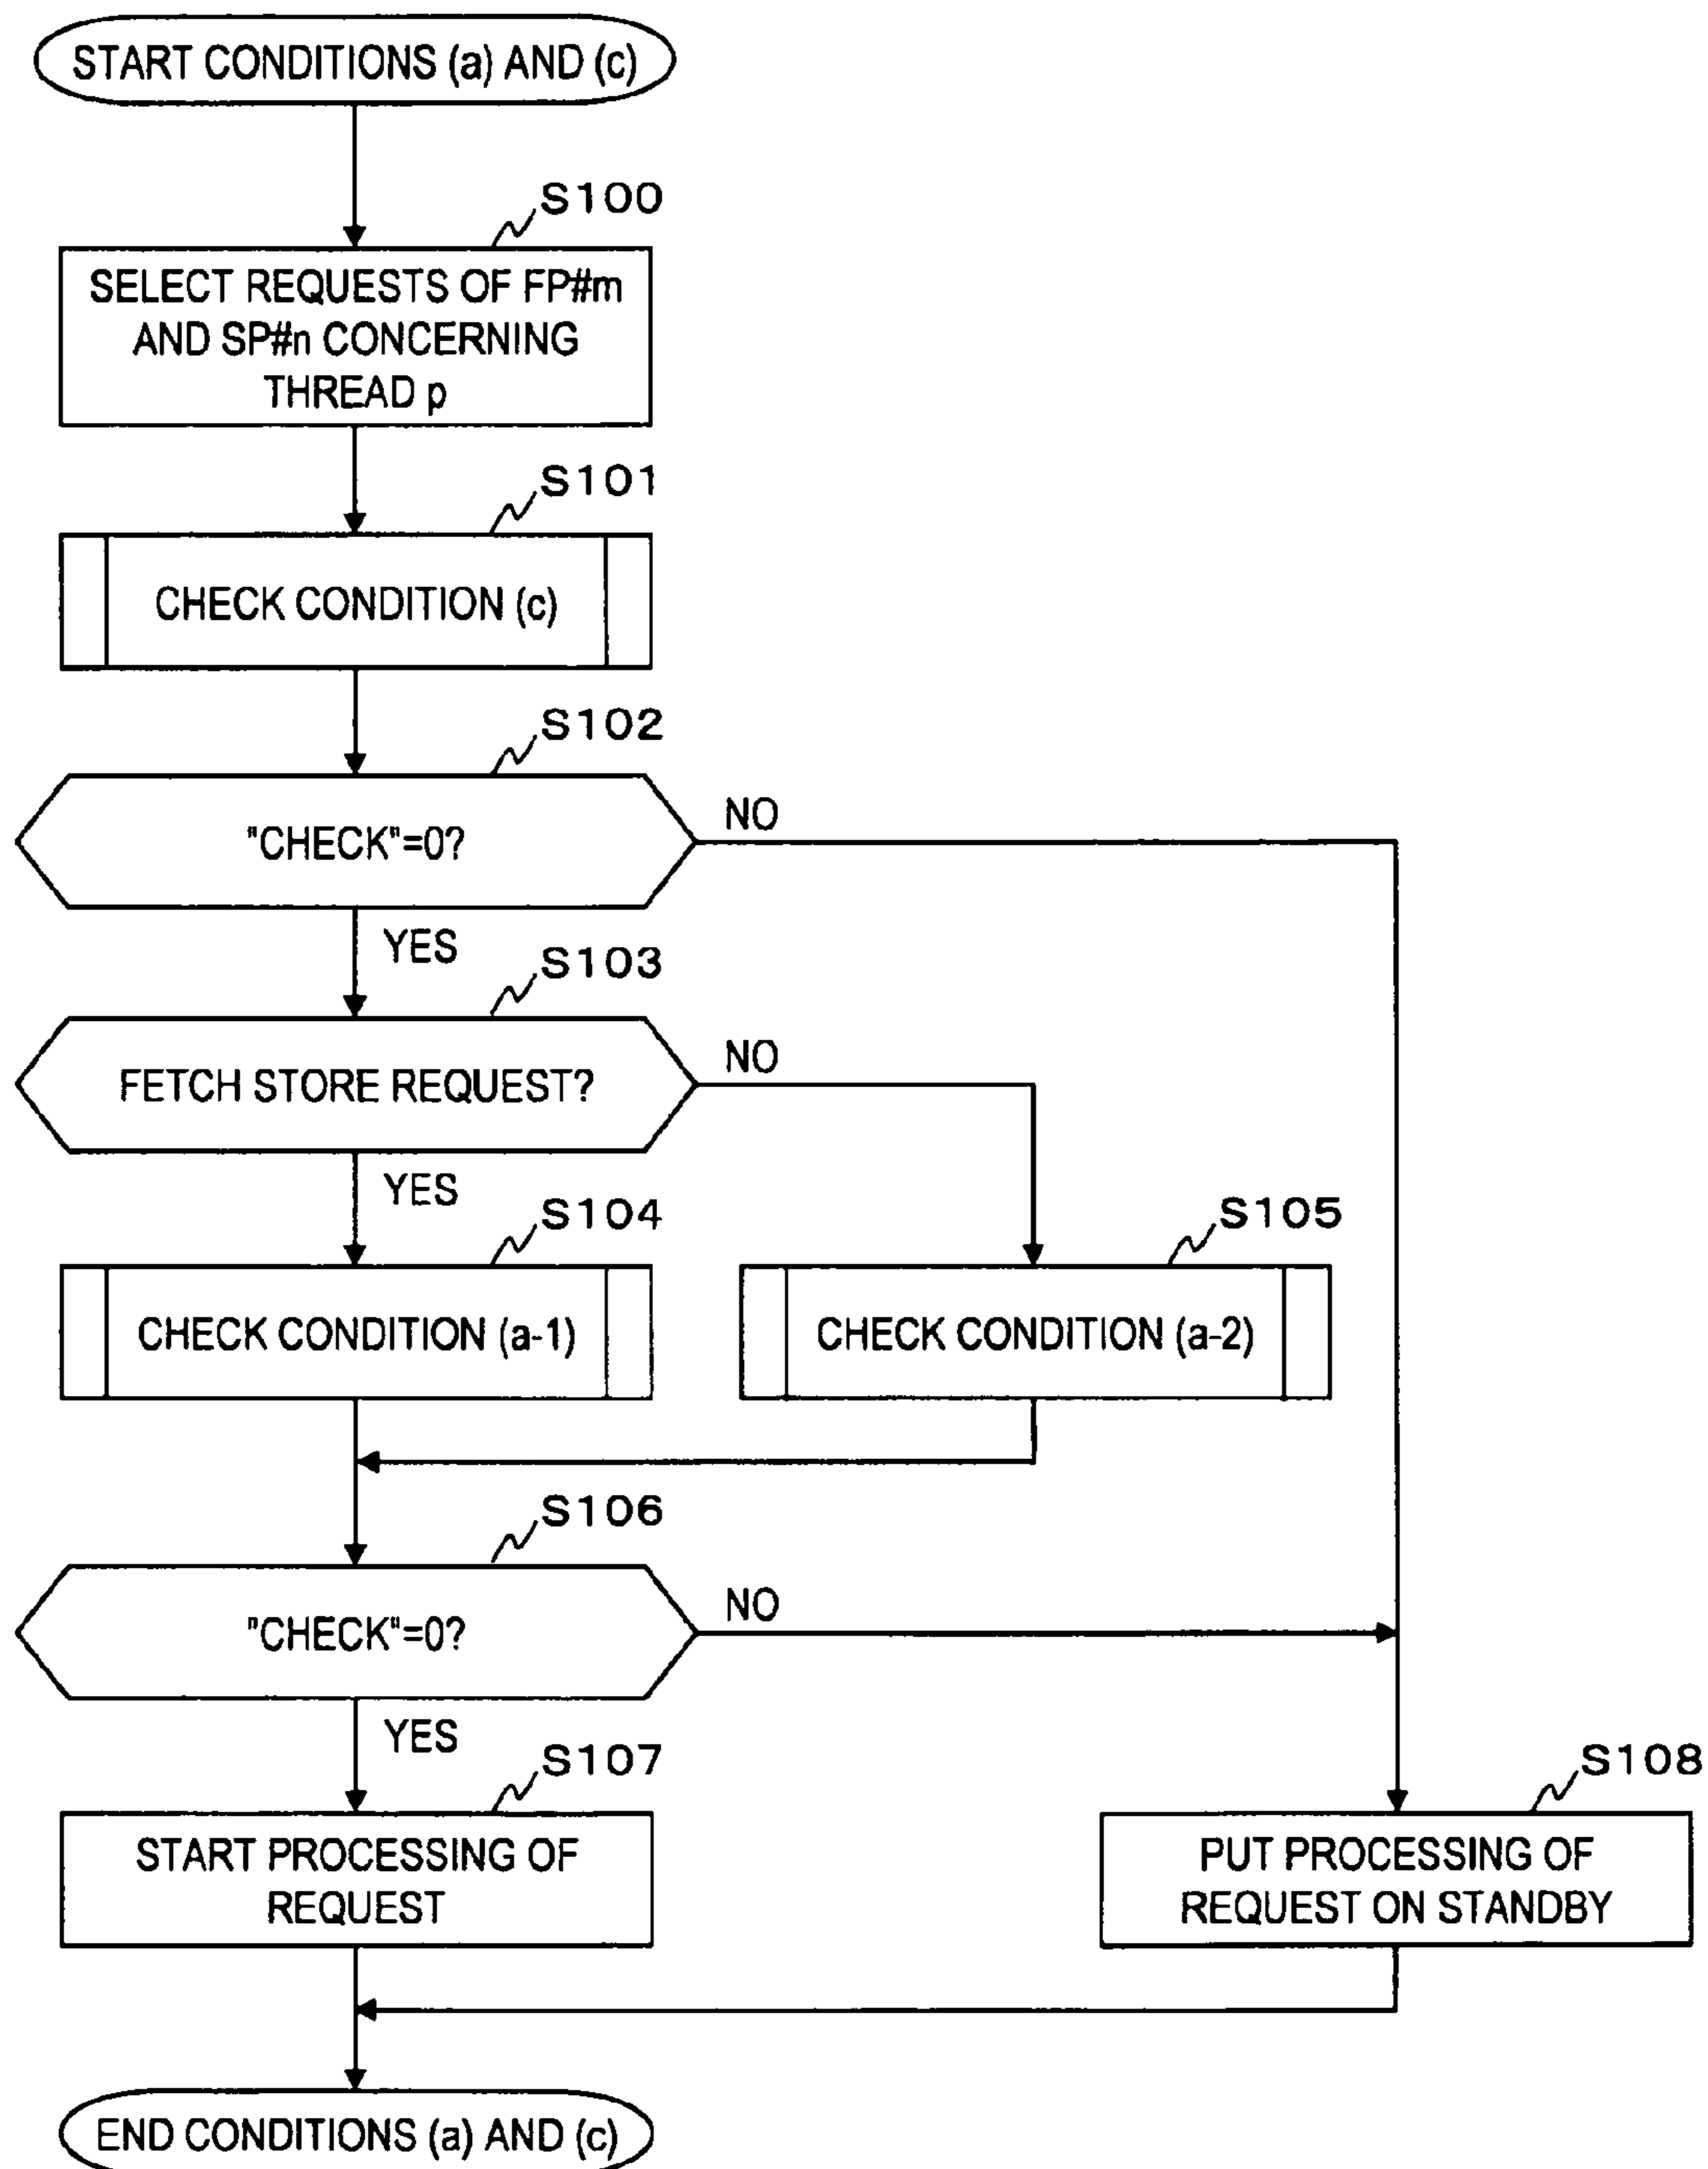 START CONDITIONS (a) AND (c)
S100
SELECT REQUESTS OF FP#m
AND SP#n CONCERNING
THREAD p
S101
CHECK CONDITION (c)
S102
"CHECK"=0?
NO
YES
S103
FETCH STORE REQUEST?
NO
YES
S104
CHECK CONDITION (a-1)
S105
CHECK CONDITION (a-2)
S106
"CHECK"=0?
NO
YES
S107
START PROCESSING OF
REQUEST
S108
PUT PROCESSING OF
REQUEST ON STANDBY
END CONDITIONS (a) AND (c)